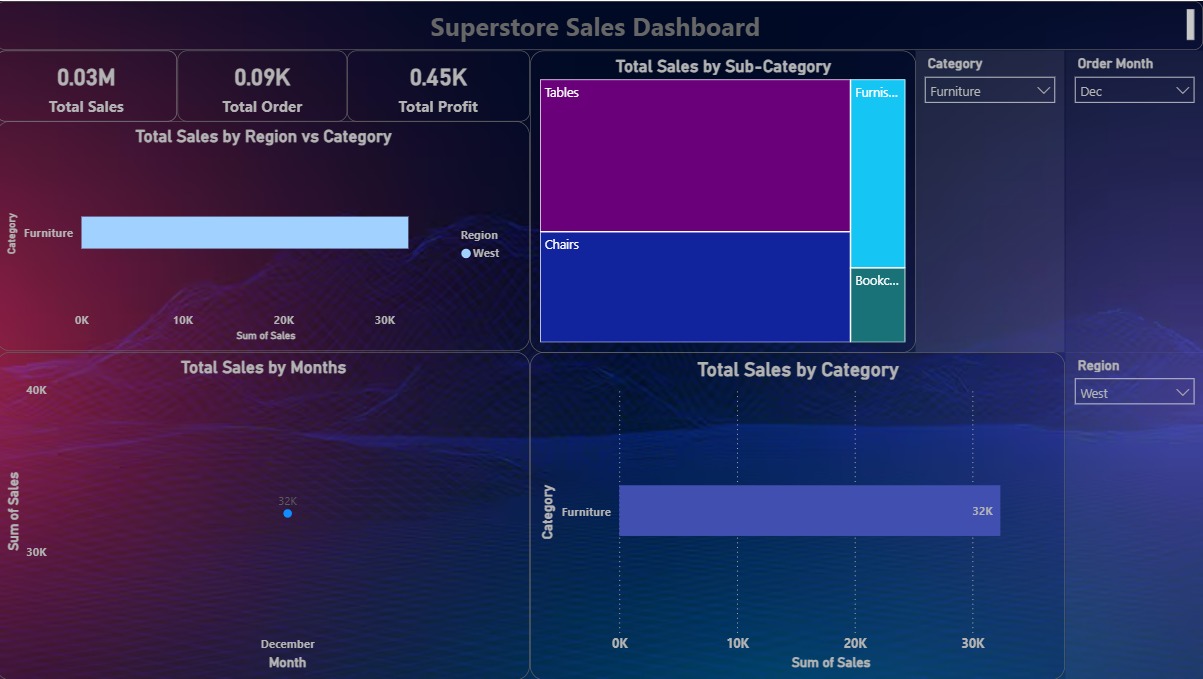 Superstore Sales Dashboard
0.03M
Total Sales
0.09K
Total Order
0.45K
Total Profit
Total Sales by Region vs Category
Category
Furniture
0K 10K 20K 30K
Sum of Sales
Region
West
Total Sales by Sub-Category
Tables
Chairs
Furnis...
Bookc...
Category
Furniture
Order Month
Dec
Total Sales by Months
Sum of Sales
40K
30K
32K
December
Month
Total Sales by Category
Category
Furniture
32K
0K 10K 20K 30K
Sum of Sales
Region
West